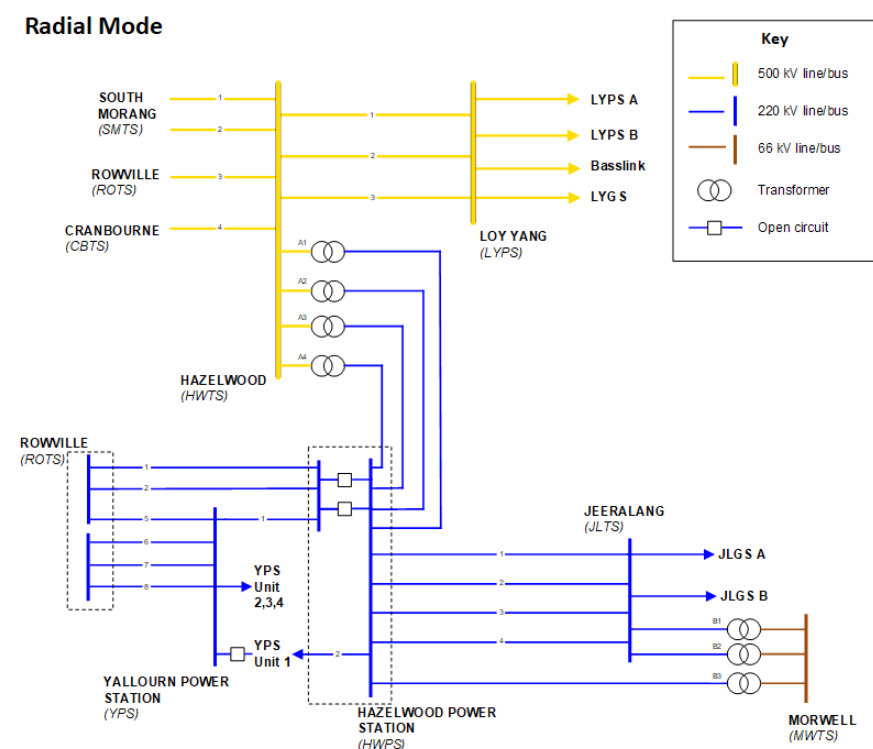 Radial Mode
Key
500 kV line/bus
220 kV line/bus
66 kV line/bus
Transformer
Open circuit
SOUTH
MORANG
(SMTS)
1
2
ROWVILLE
(ROTS)
3
CRANBOURNE
(CBTS)
4
1
2
3
LYPS A
LYPS B
Basslink
LYGS
LOY YANG
(LYPS)
A1
A2
A3
A4
HAZELWOOD
(HWTS)
ROWVILLE
(ROTS)
1
2
5
1
6
7
8
YPS
Unit
2,3,4
YPS
Unit 1
2
YALLOURN POWER
STATION
(YPS)
HAZELWOOD POWER
STATION
(HWPS)
JEERALANG
(JLTS)
1
2
3
4
JLGS A
JLGS B
B1
B2
B3
MORWELL
(MWTS)